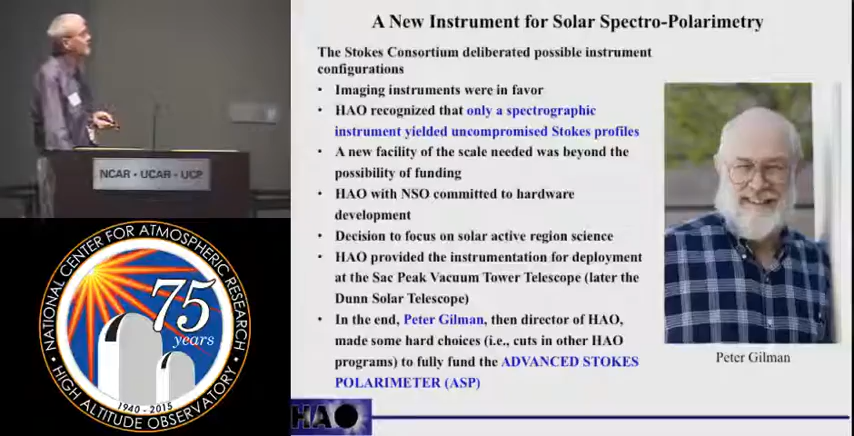 A New Instrument for Solar Spectro-Polarimetry
The Stokes Consortium deliberated possible instrument
configurations
• Imaging instruments were in favor
• HAO recognized that only a spectrographic
instrument yielded uncompromised Stokes profiles
• A new facility of the scale needed was beyond the
possibility of funding
• HAO with NSO committed to hardware
development
• Decision to focus on solar active region science
• HAO provided the instrumentation for deployment
at the Sac Peak Vacuum Tower Telescope (later the
Dunn Solar Telescope)
• In the end, Peter Gilman, then director of HAO,
made some hard choices (i.e., cuts in other HAO
programs) to fully fund the ADVANCED STOKES
POLARIMETER (ASP)
Peter Gilman
HAO
NCAR • UCAR • UCP
NATIONAL CENTER FOR ATMOSPHERIC RESEARCH
75
years
1940 - 2015
• HIGH ALTITUDE OBSERVATORY •